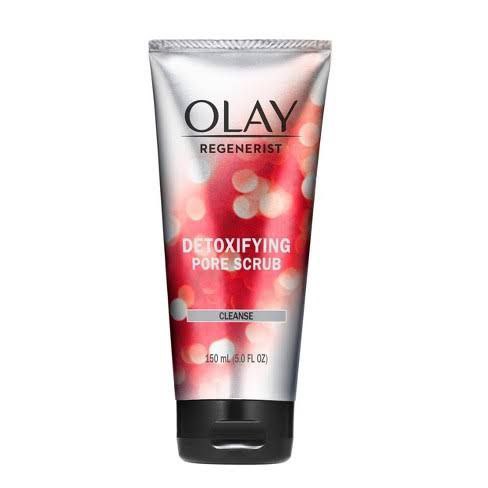 OLAY
REGENERIST
DETOXIFYING
PORE SCRUB
CLEANSE
150 mL (5.0 FL OZ)